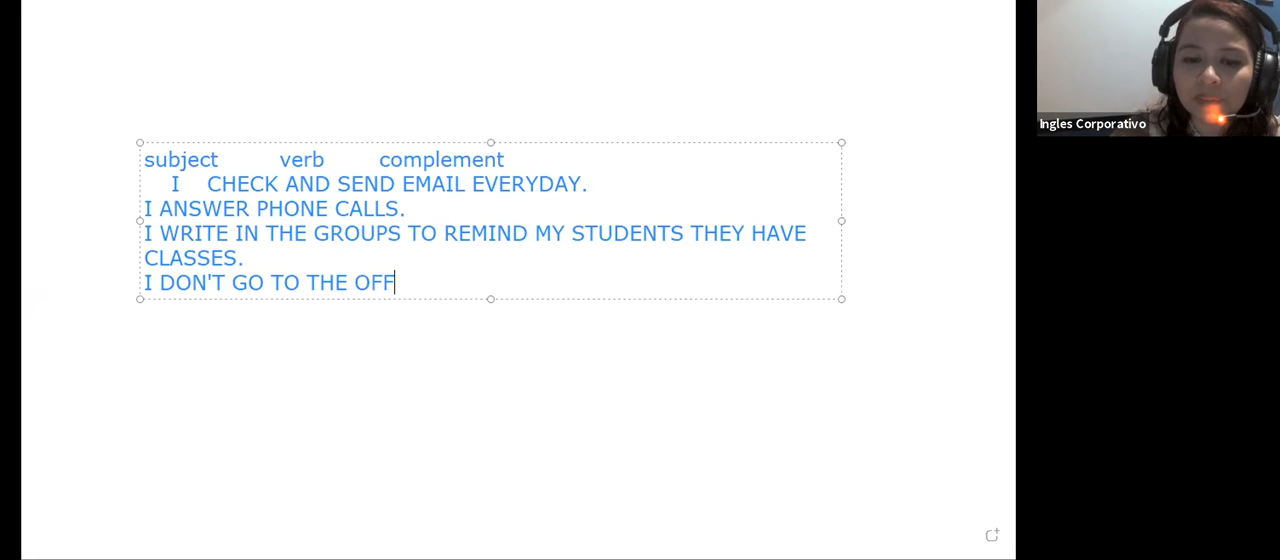 subject verb complement
I CHECK AND SEND EMAIL EVERYDAY.
I ANSWER PHONE CALLS.
I WRITE IN THE GROUPS TO REMIND MY STUDENTS THEY HAVE
CLASSES.
I DON'T GO TO THE OFF
Ingles Corporativo